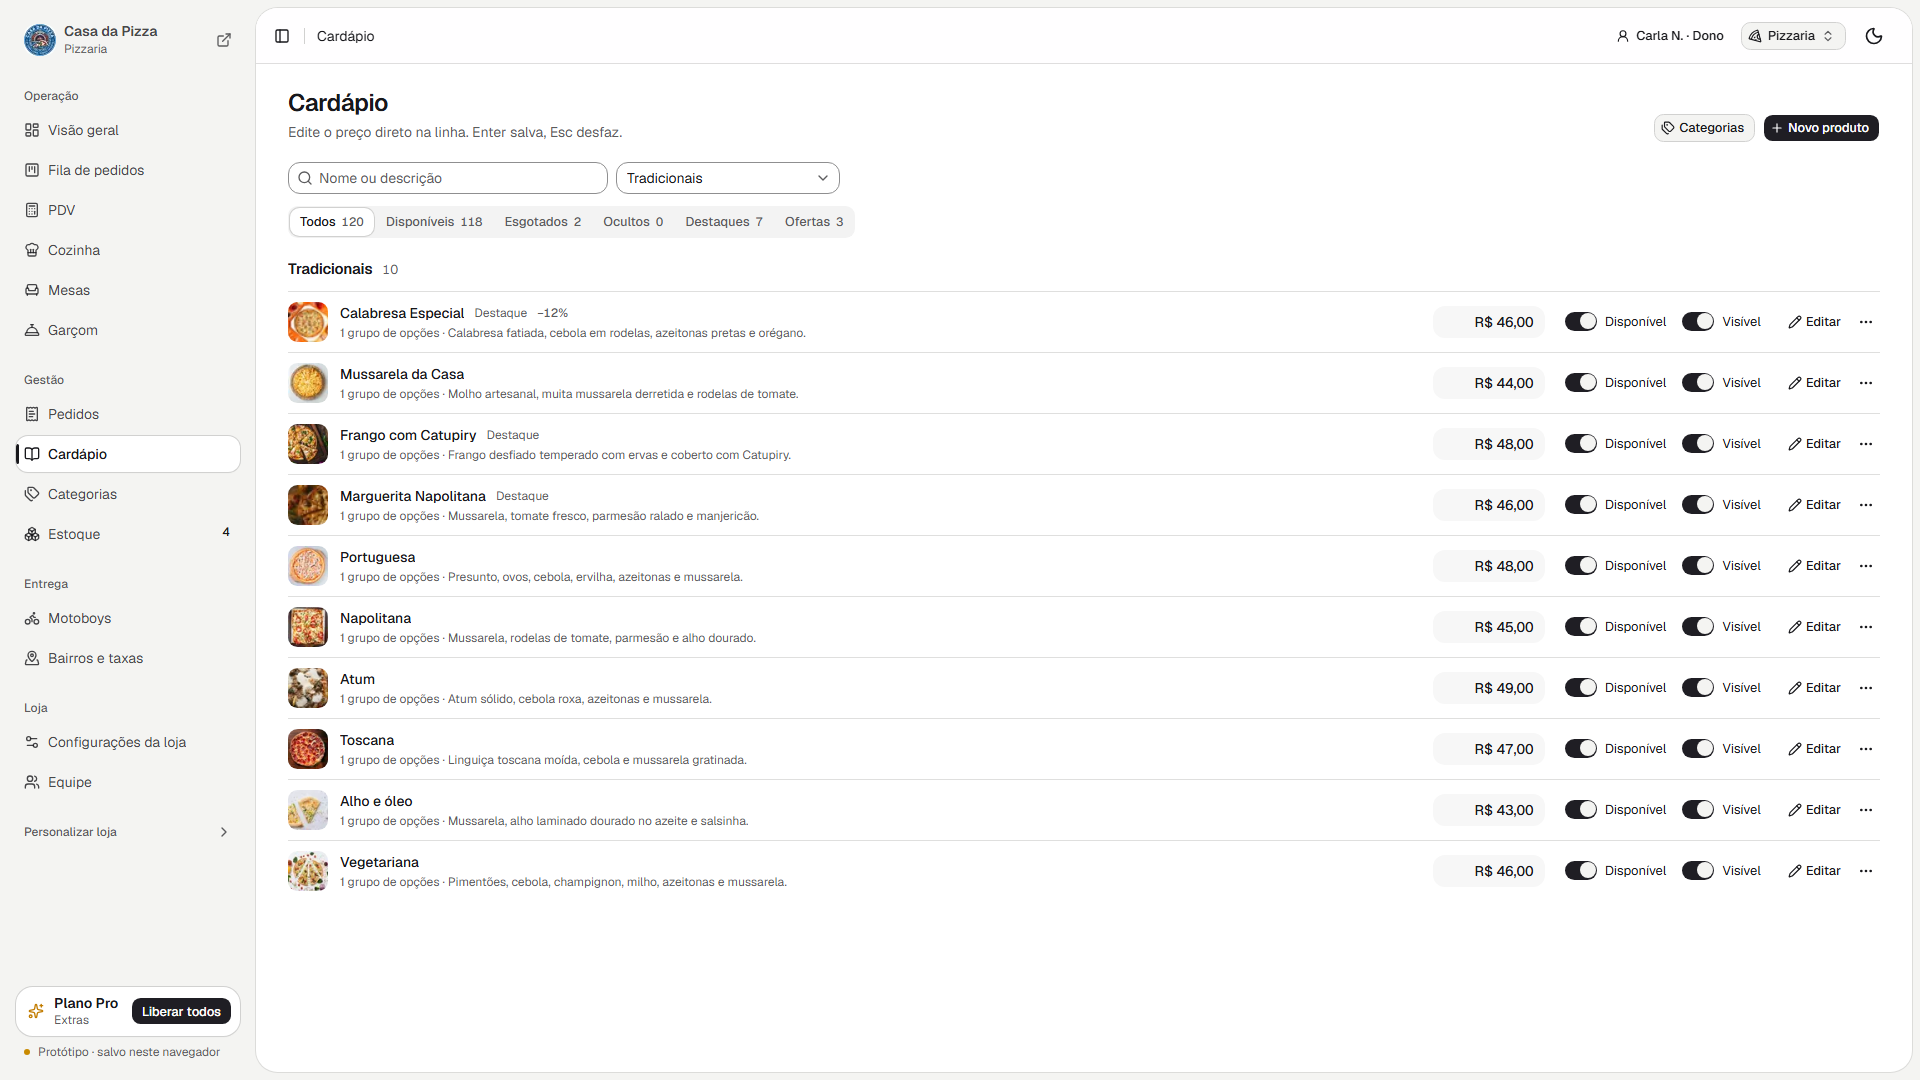 Casa da Pizza
Pizzaria
Operação
Visão geral
Fila de pedidos
PDV
Cozinha
Mesas
Garçom
Gestão
Pedidos
Cardápio
Categorias
Estoque 4
Entrega
Motoboys
Bairros e taxas
Loja
Configurações da loja
Equipe
Personalizar loja
Plano Pro
Extras
Liberar todos
Protótipo · salvo neste navegador
Cardápio
Carla N. · Dono
Pizzaria
Cardápio
Edite o preço direto na linha. Enter salva, Esc desfaz.
Categorias
+ Novo produto
Nome ou descrição
Tradicionais
Todos 120 Disponíveis 118 Esgotados 2 Ocultos 0 Destaques 7 Ofertas 3
Tradicionais 10
Calabresa Especial Destaque −12%
1 grupo de opções · Calabresa fatiada, cebola em rodelas, azeitonas pretas e orégano.
R$ 46,00 Disponível Visível Editar
Mussarela da Casa
1 grupo de opções · Molho artesanal, muita mussarela derretida e rodelas de tomate.
R$ 44,00 Disponível Visível Editar
Frango com Catupiry Destaque
1 grupo de opções · Frango desfiado temperado com ervas e coberto com Catupiry.
R$ 48,00 Disponível Visível Editar
Marguerita Napolitana Destaque
1 grupo de opções · Mussarela, tomate fresco, parmesão ralado e manjericão.
R$ 46,00 Disponível Visível Editar
Portuguesa
1 grupo de opções · Presunto, ovos, cebola, ervilha, azeitonas e mussarela.
R$ 48,00 Disponível Visível Editar
Napolitana
1 grupo de opções · Mussarela, rodelas de tomate, parmesão e alho dourado.
R$ 45,00 Disponível Visível Editar
Atum
1 grupo de opções · Atum sólido, cebola roxa, azeitonas e mussarela.
R$ 49,00 Disponível Visível Editar
Toscana
1 grupo de opções · Linguiça toscana moída, cebola e mussarela gratinada.
R$ 47,00 Disponível Visível Editar
Alho e óleo
1 grupo de opções · Mussarela, alho laminado dourado no azeite e salsinha.
R$ 43,00 Disponível Visível Editar
Vegetariana
1 grupo de opções · Pimentões, cebola, champignon, milho, azeitonas e mussarela.
R$ 46,00 Disponível Visível Editar